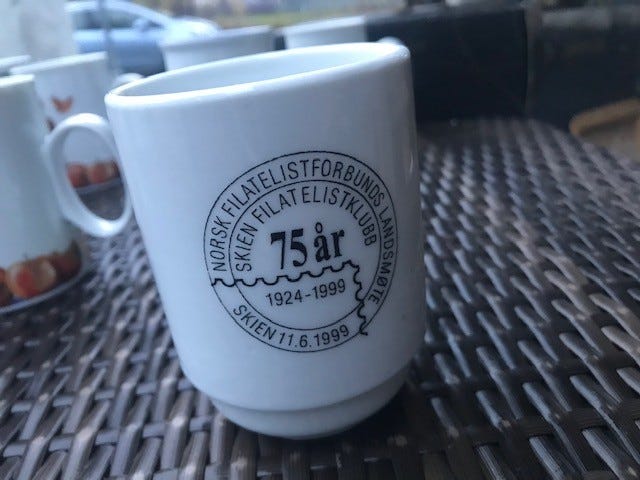 NORSK FILATELISTFORBUNDS LANDSMØTE
SKIEN FILATELISTKLUBB
75 år
1924-1999
SKIEN 11.6.1999